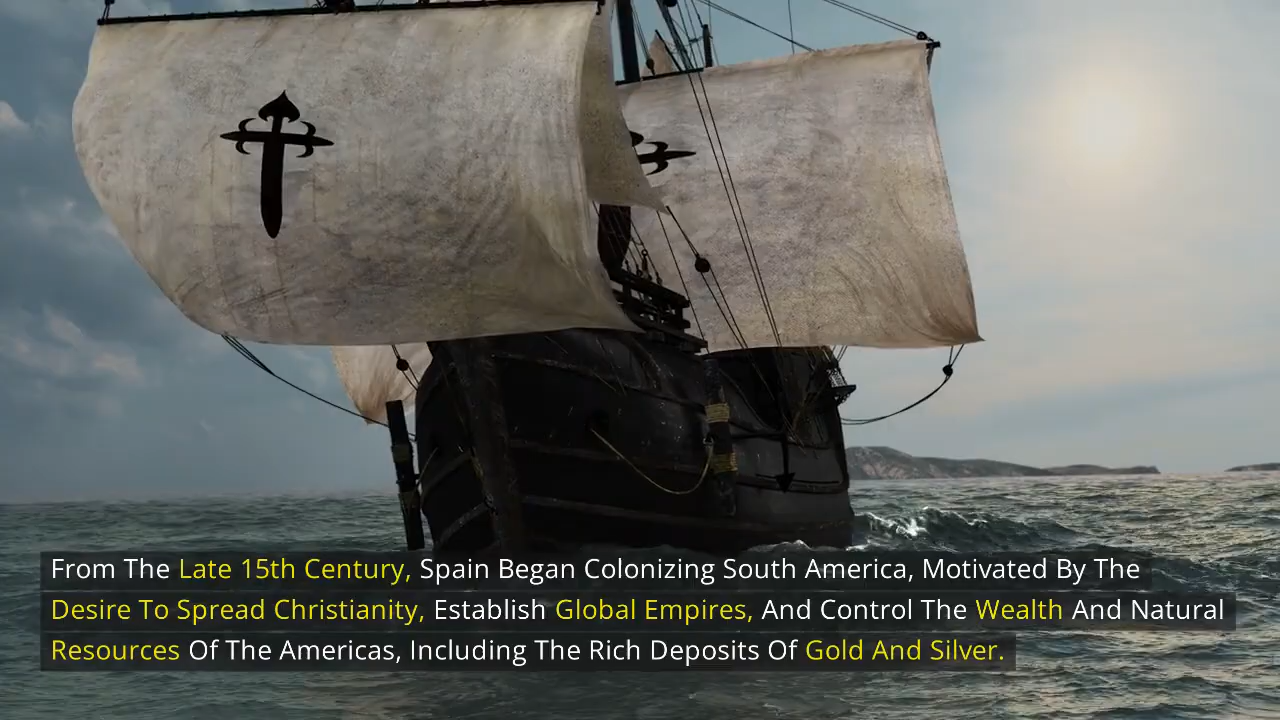 From The Late 15th Century, Spain Began Colonizing South America, Motivated By The
Desire To Spread Christianity, Establish Global Empires, And Control The Wealth And Natural
Resources Of The Americas, Including The Rich Deposits Of Gold And Silver.